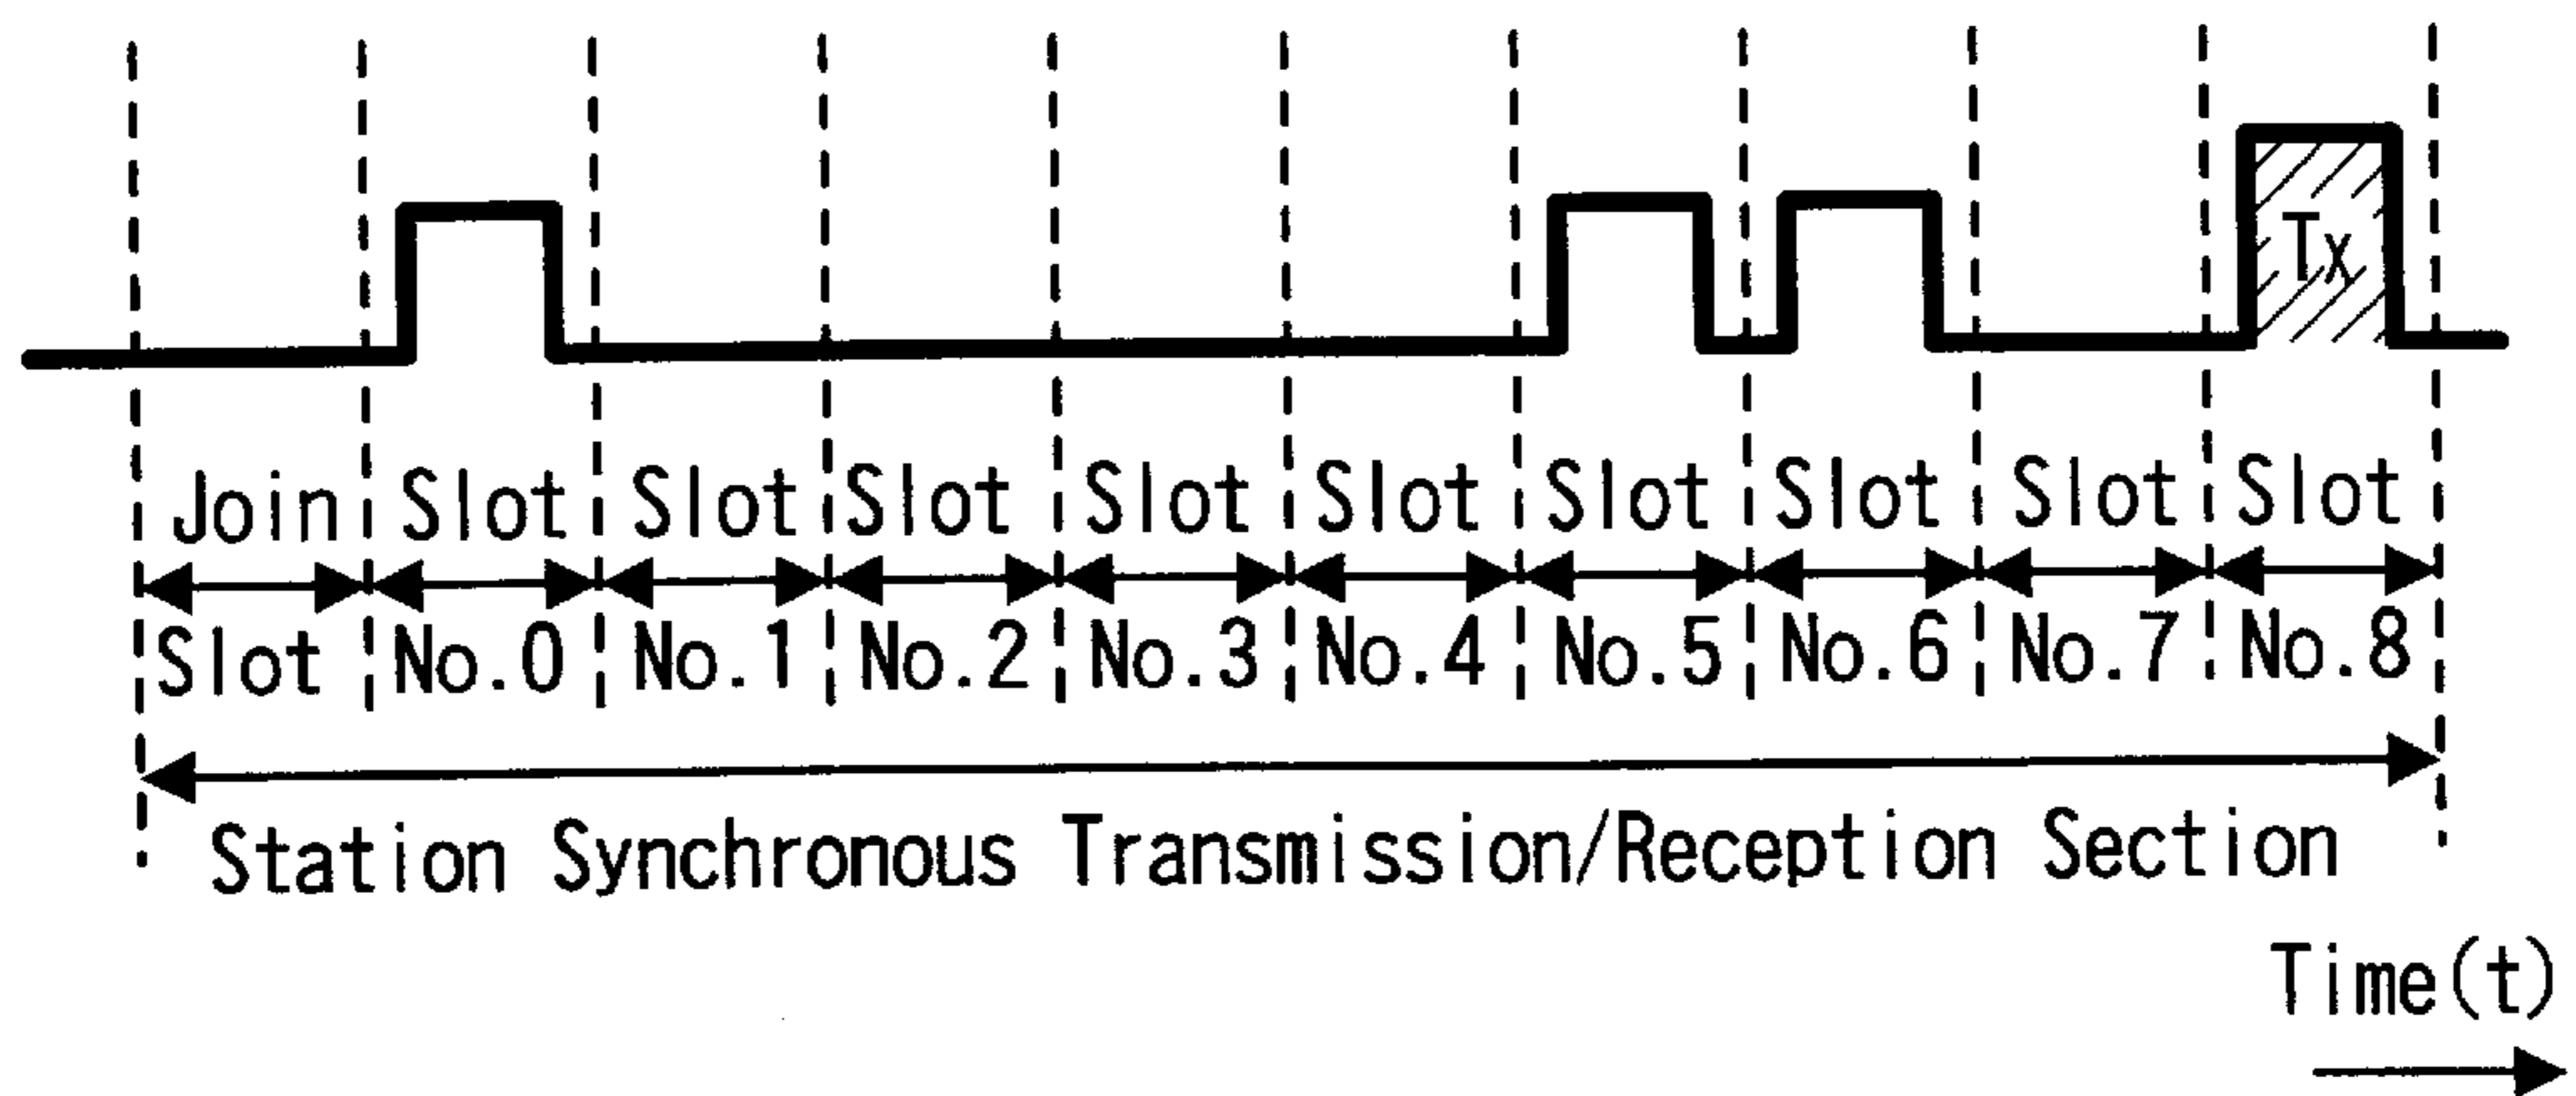 Tx
Join Slot Slot Slot Slot Slot Slot Slot Slot Slot
Slot No.0 No.1 No.2 No.3 No.4 No.5 No.6 No.7 No.8
Station Synchronous Transmission/Reception Section
Time(t)